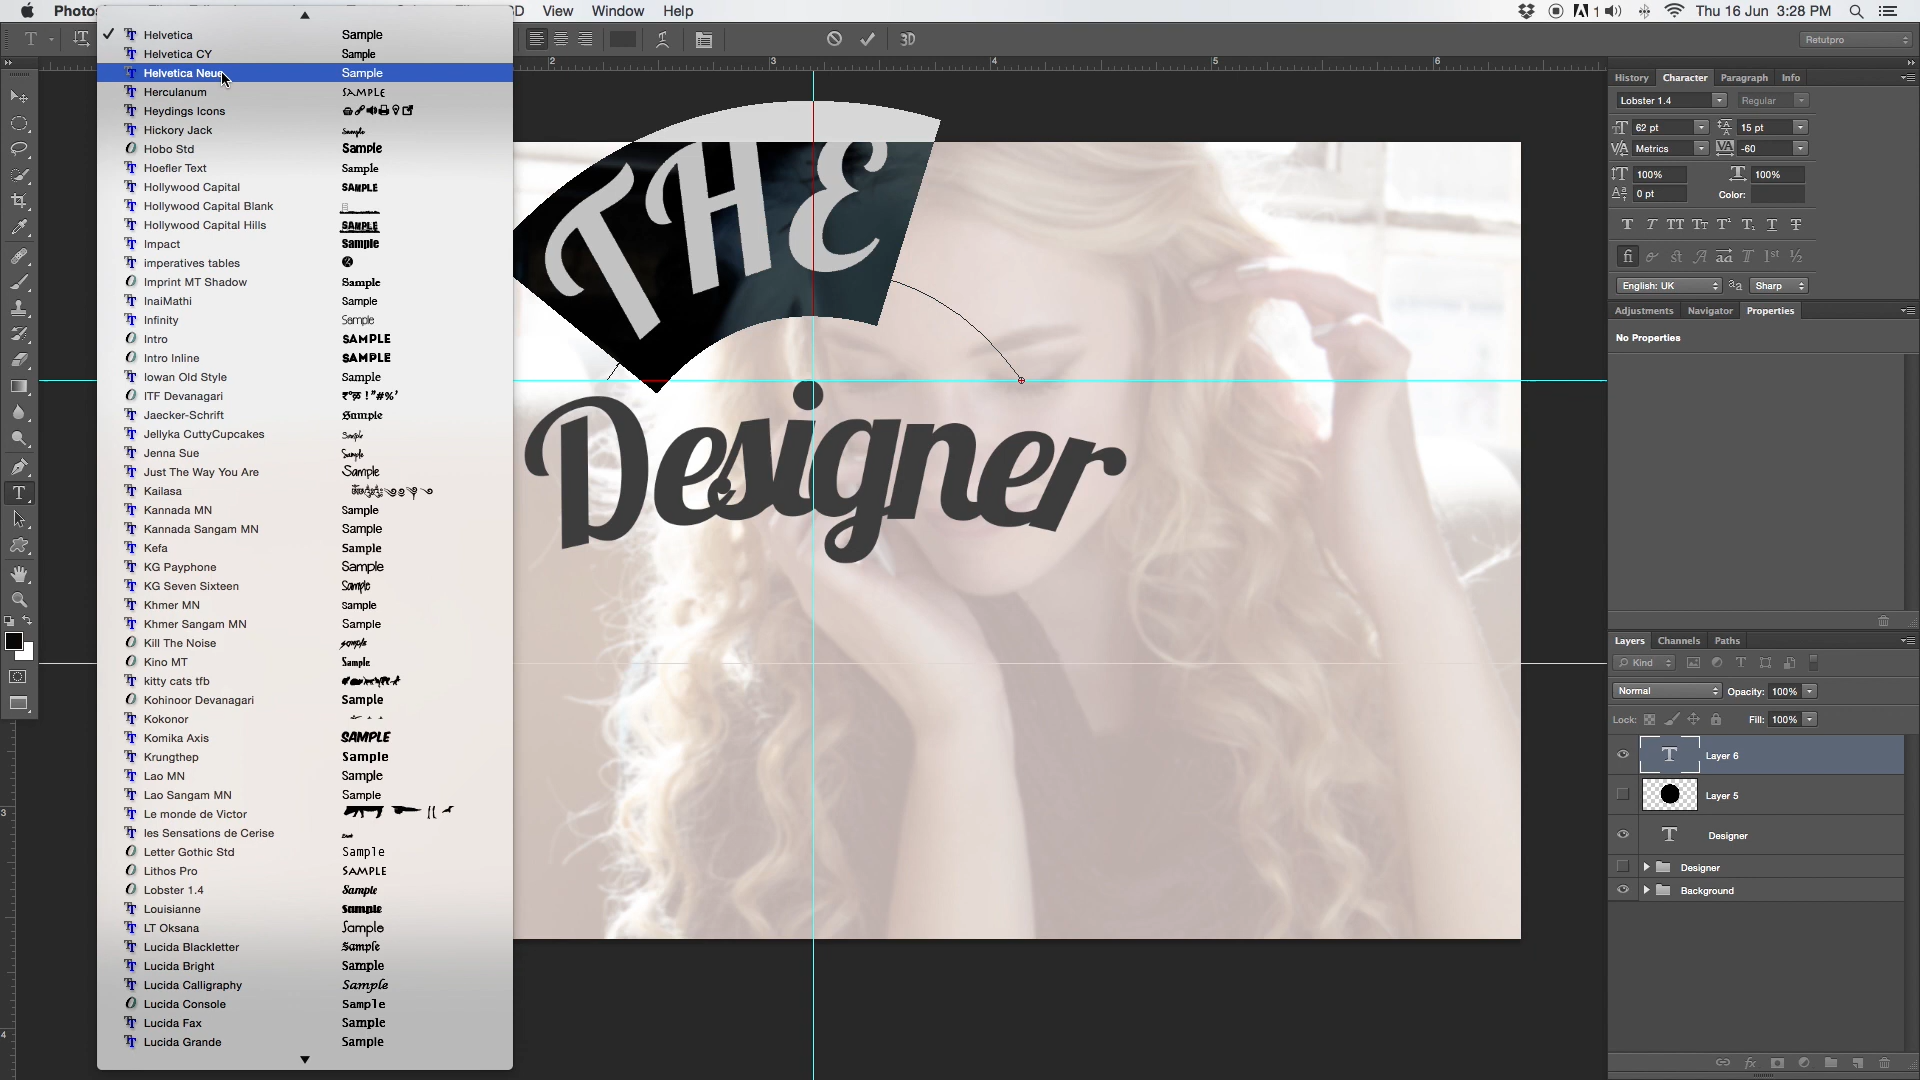 Photos
3D
View
Window
Help
1
Thu 16 Jun 3:28 PM
Retutpro
Helvetica Sample
Helvetica CY Sample
Helvetica Neue Sample
Herculanum SAMPLE
Heydings Icons
Hickory Jack Sample
Hobo Std Sample
Hoefler Text Sample
Hollywood Capital SAMPLE
Hollywood Capital Blank
Hollywood Capital Hills SAMPLE
Impact Sample
imperatives tables
Imprint MT Shadow Sample
InaiMathi Sample
Infinity Sample
Intro SAMPLE
Intro Inline SAMPLE
Iowan Old Style Sample
ITF Devanagari
Jaecker-Schrift Sample
Jellyka CuttyCupcakes Sample
Jenna Sue Sample
Just The Way You Are Sample
Kailasa
Kannada MN Sample
Kannada Sangam MN Sample
Kefa Sample
KG Payphone Sample
KG Seven Sixteen Sample
Khmer MN Sample
Khmer Sangam MN Sample
Kill The Noise sample
Kino MT Sample
kitty cats tfb
Kohinoor Devanagari Sample
Kokonor
Komika Axis SAMPLE
Krungthep Sample
Lao MN Sample
Lao Sangam MN Sample
Le monde de Victor
les Sensations de Cerise
Letter Gothic Std Sample
Lithos Pro SAMPLE
Lobster 1.4 Sample
Louisianne Sample
LT Oksana Sample
Lucida Blackletter Sample
Lucida Bright Sample
Lucida Calligraphy Sample
Lucida Console Sample
Lucida Fax Sample
Lucida Grande Sample
2 3 4 5 6
3
4
THE
Designer
History Character Paragraph Info
Lobster 1.4 Regular
62 pt 15 pt
Metrics -60
100% 100%
0 pt Color:
English: UK Sharp
Adjustments Navigator Properties
No Properties
Layers Channels Paths
Kind
Normal Opacity: 100%
Lock: Fill: 100%
Layer 6
Layer 5
Designer
Designer
Background